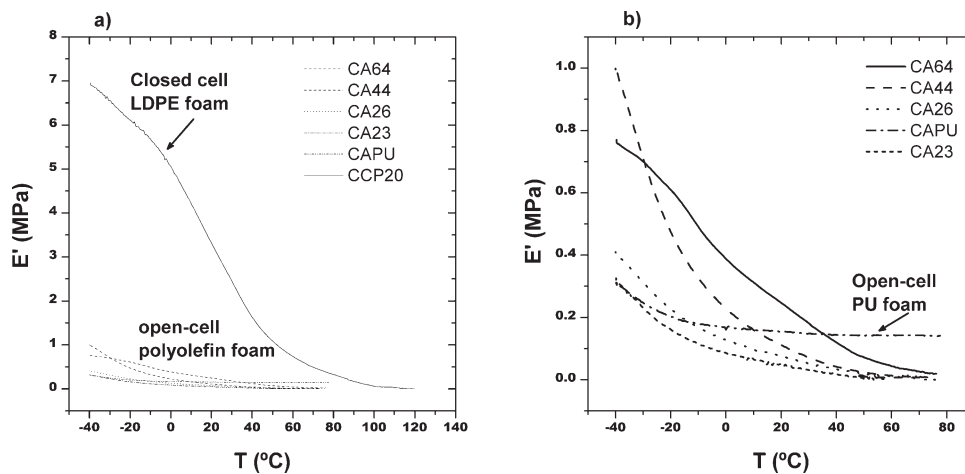 a)
E' (MPa)
8
7
6
5
4
3
2
1
0
Closed cell
LDPE foam
CA64
CA44
CA26
CA23
CAPU
CCP20
open-cell
polyolefin foam
-40 -20 0 20 40 60 80 100 120 140
T (ºC)
b)
E' (MPa)
1.0
0.8
0.6
0.4
0.2
0.0
CA64
CA44
CA26
CAPU
CA23
Open-cell
PU foam
-40 -20 0 20 40 60 80
T (ºC)